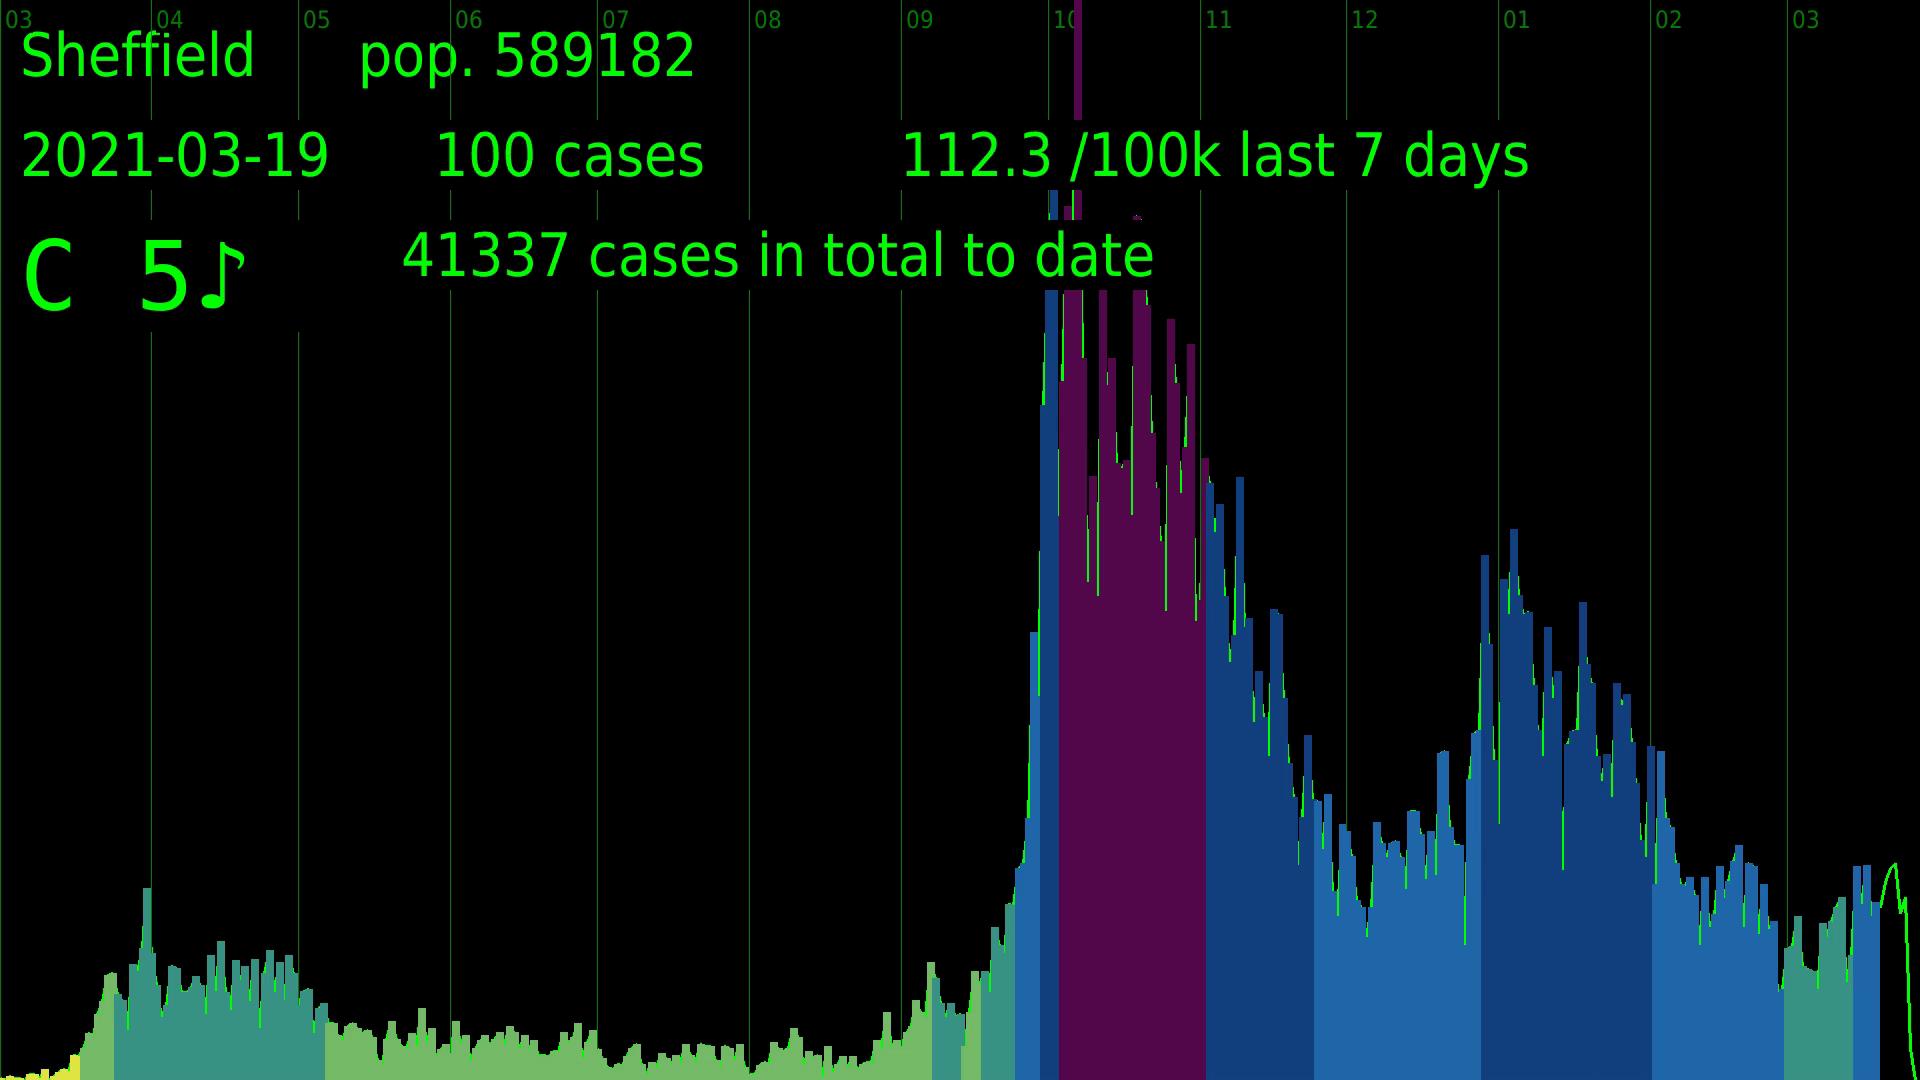 03 04 05 06 07 08 09 10 11 12 01 02 03
Sheffield pop. 589182
2021-03-19 100 cases 112.3 /100k last 7 days
C 5♪ 41337 cases in total to date